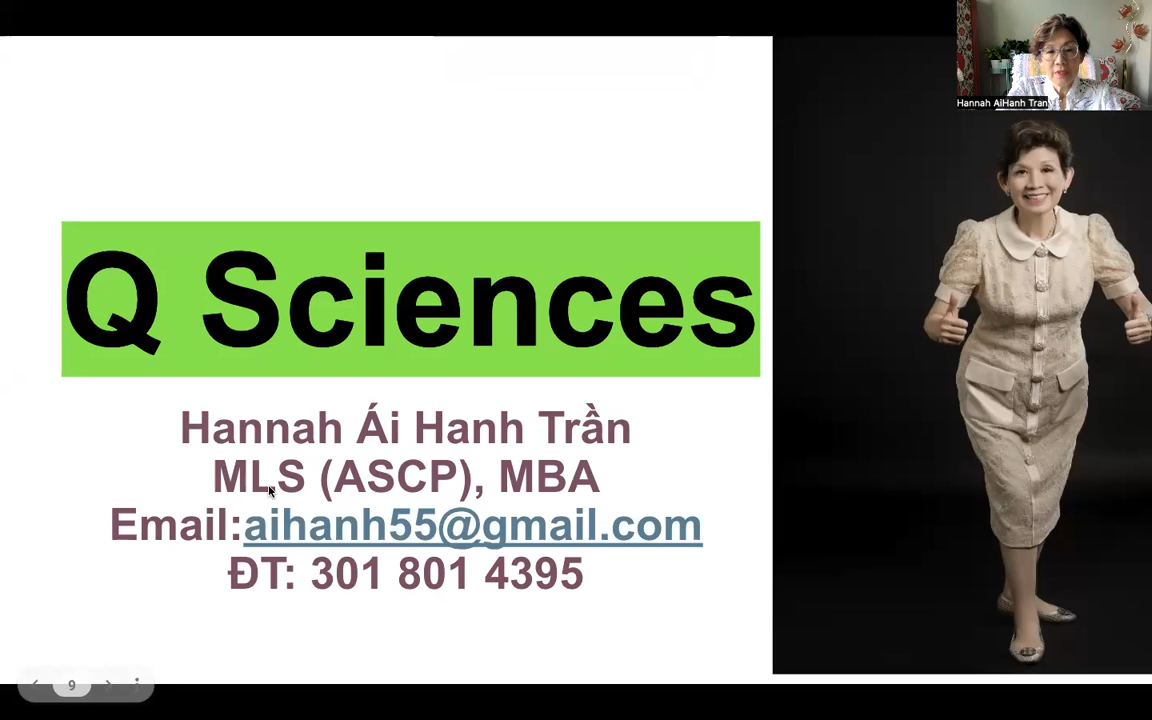 Hannah AiHanh Tran
Q Sciences
Hannah Ái Hanh Trần
MLS (ASCP), MBA
Email:aihanh55@gmail.com
ĐT: 301 801 4395
9